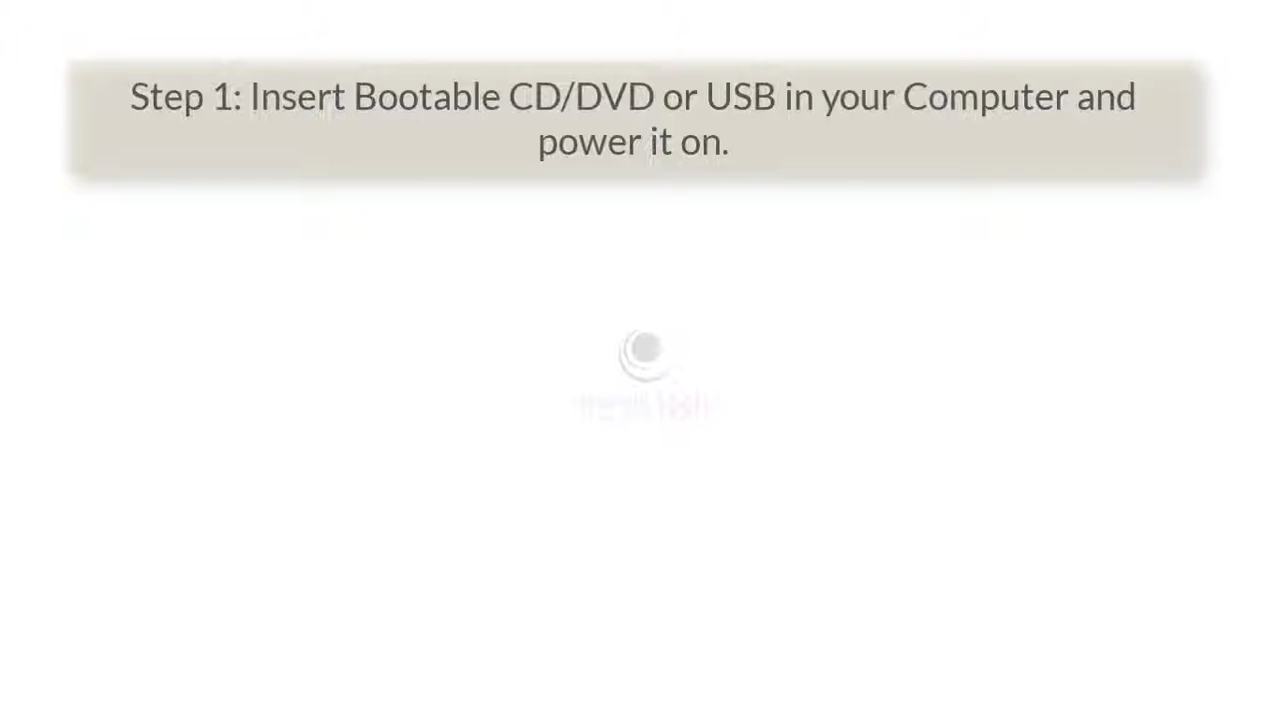 Step 1: Insert Bootable CD/DVD or USB in your Computer and
power it on.